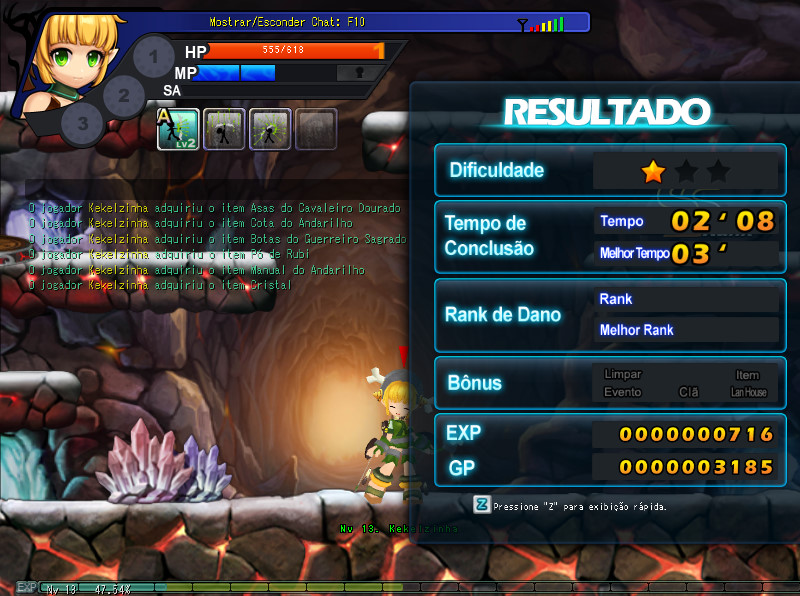 Mostrar/Esconder Chat: F10
1
HP 555/613 1
2
MP
SA
3
A
LV2
RESULTADO
Dificuldade
O jogador Kekelzinha adquiriu o item Asas do Cavaleiro Dourado
O jogador Kekelzinha adquiriu o item Cota do Andarilho
O jogador Kekelzinha adquiriu o item Botas do Guerreiro Sagrado
O jogador Kekelzinha adquiriu o item Pó de Rubi
O jogador Kekelzinha adquiriu o item Manual do Andarilho
O jogador Kekelzinha adquiriu o item Cristal
Tempo de
Conclusão
Tempo 02‘08
Melhor Tempo 03‘
Rank de Dano
Rank
Melhor Rank
Bônus
Limpar Item
Evento Clã Lan House
EXP 0000000716
GP 0000003185
Z Pressione "Z" para exibição rápida.
Nv 13. Kekelzinha
EXP Nv 13 47.54%